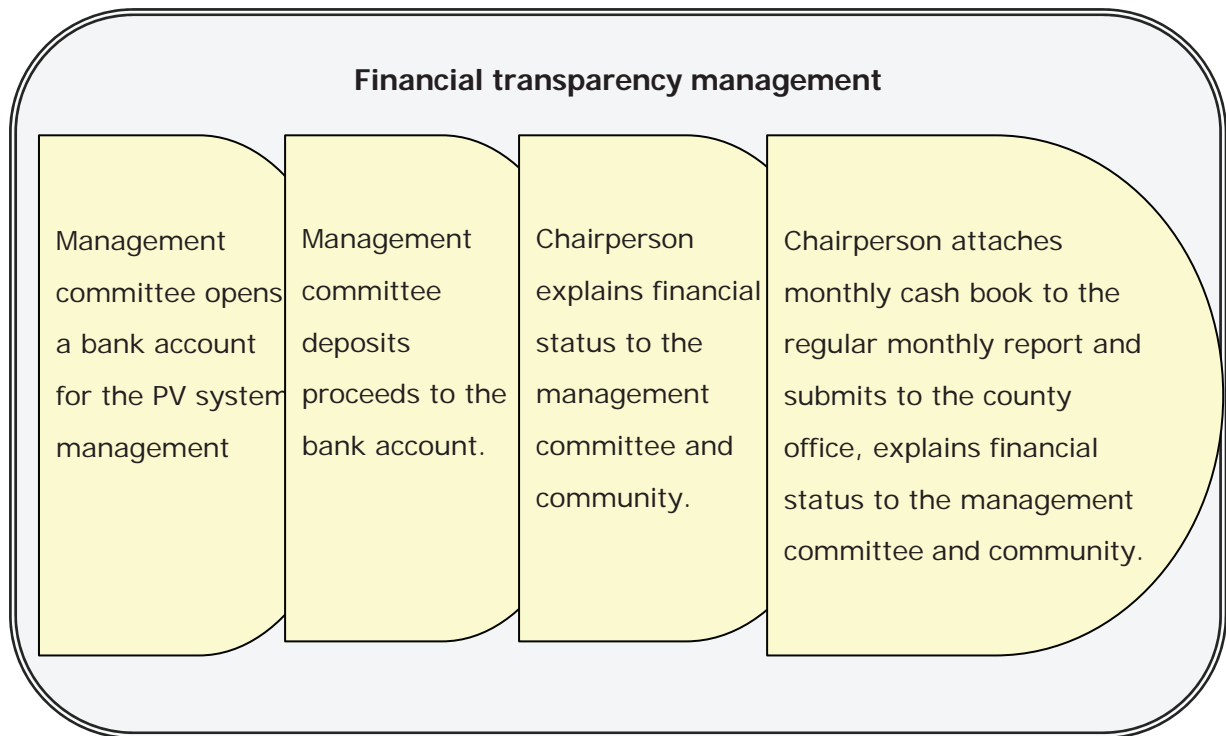 Financial transparency management
Management
committee opens
a bank account
for the PV system
management
Management
committee
deposits
proceeds to the
bank account.
Chairperson
explains financial
status to the
management
committee and
community.
Chairperson attaches
monthly cash book to the
regular monthly report and
submits to the county
office, explains financial
status to the management
committee and community.